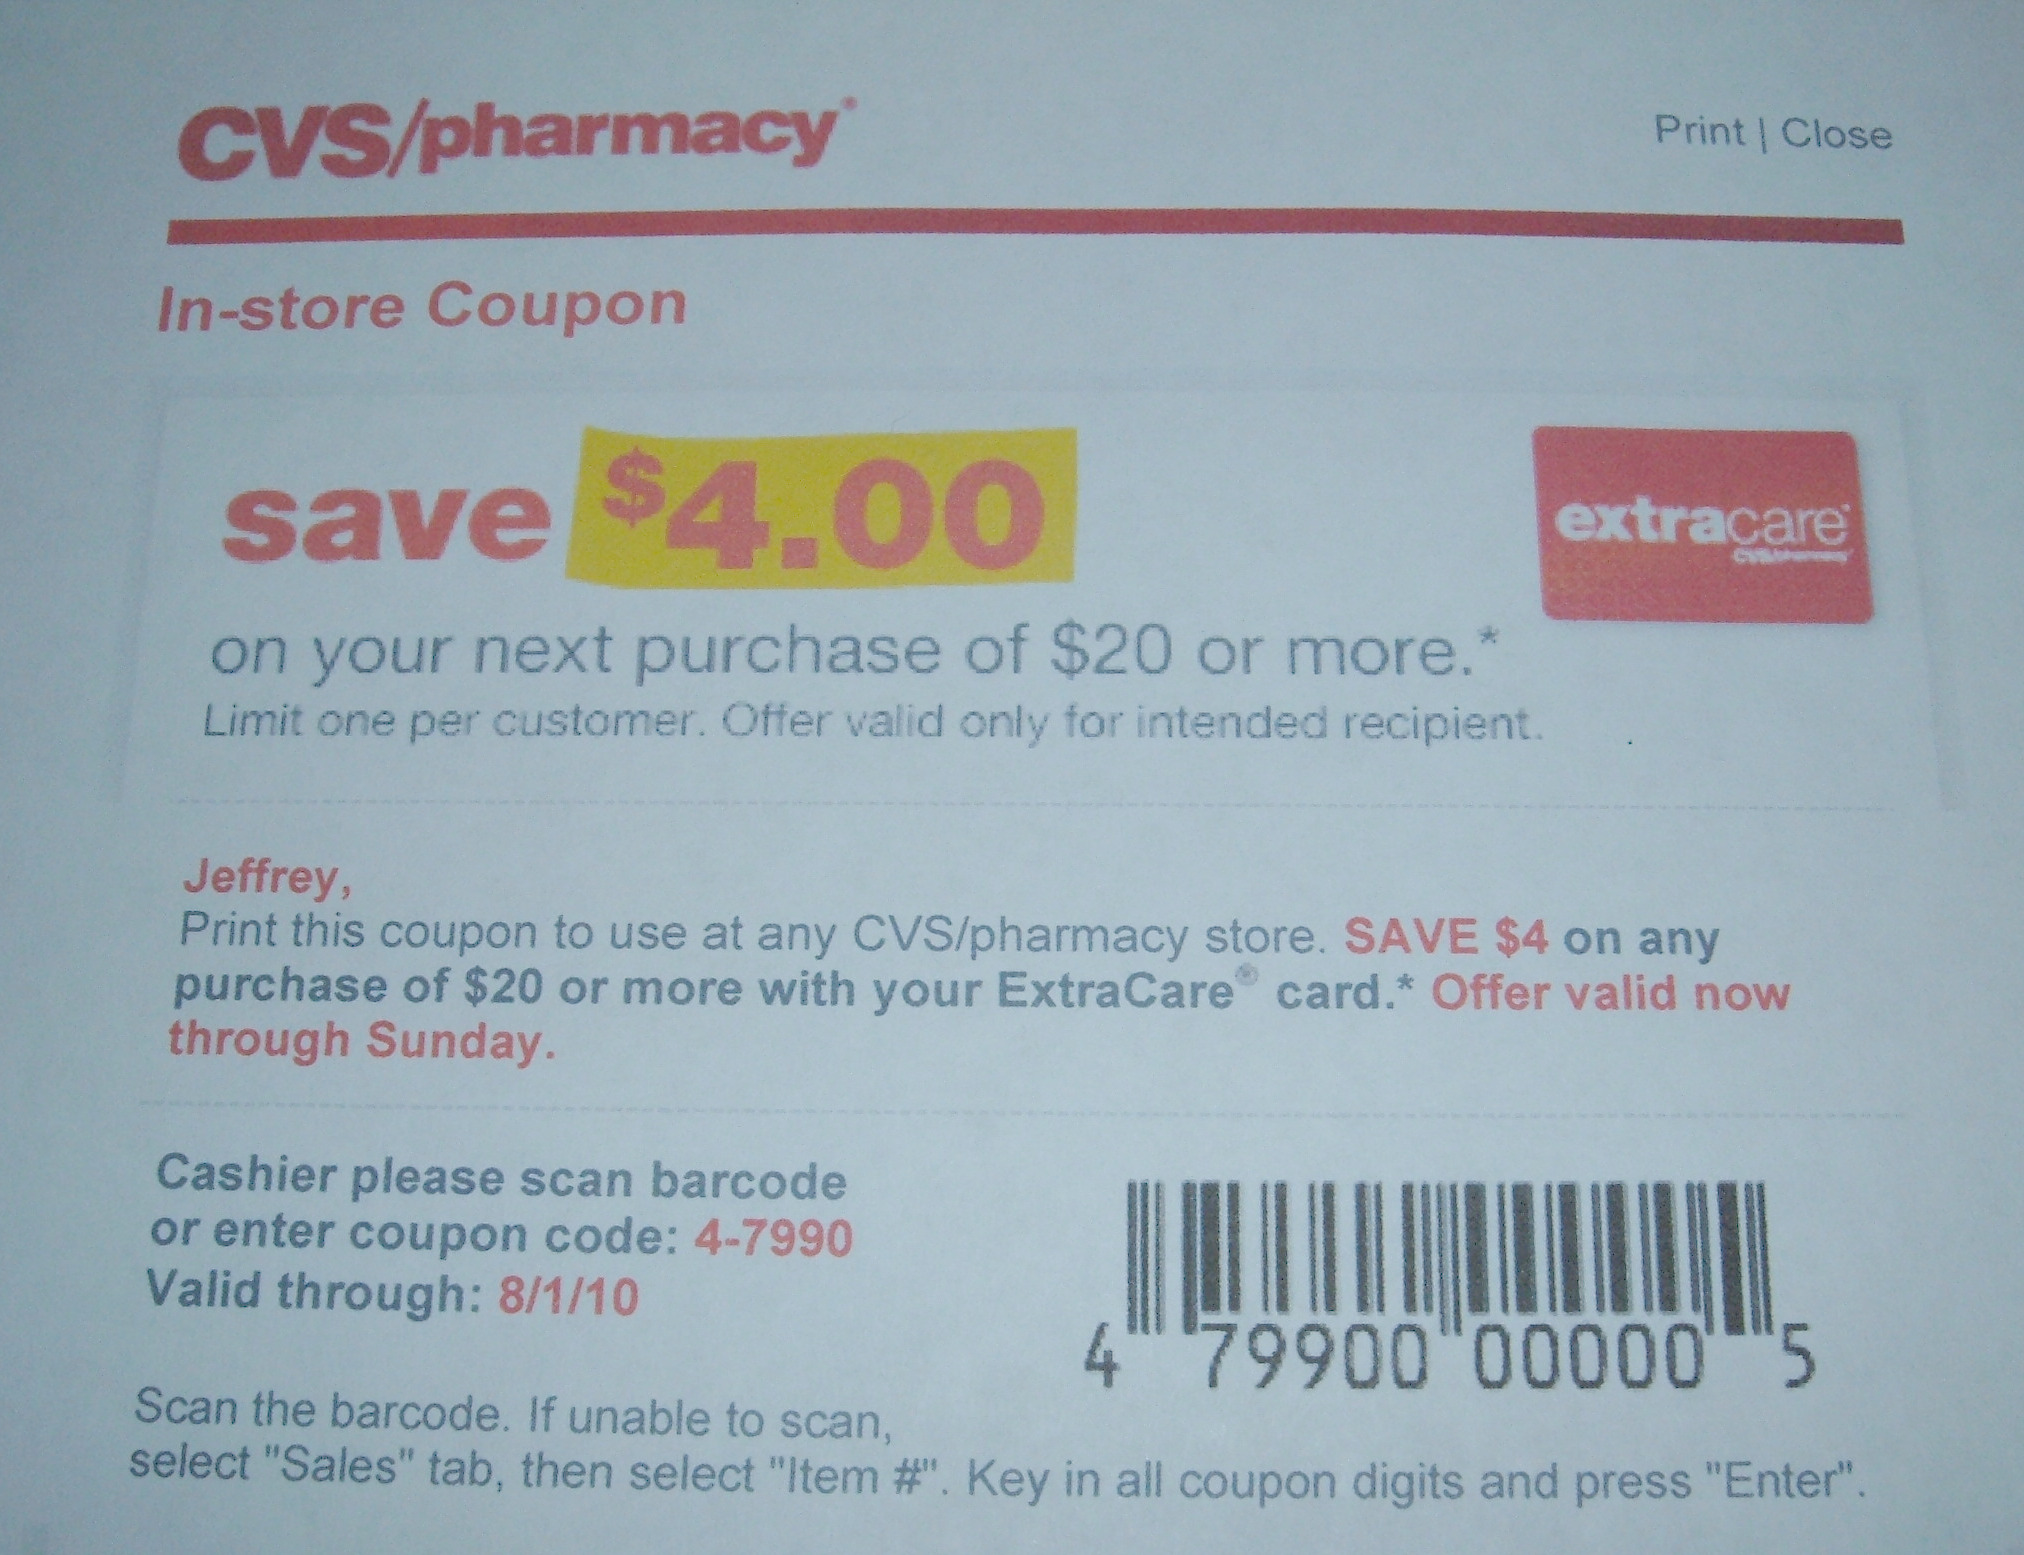 CVS/pharmacy®
Print | Close
In-store Coupon
save $4.00
extracare®
CVS/pharmacy
on your next purchase of $20 or more.*
Limit one per customer. Offer valid only for intended recipient.
Jeffrey,
Print this coupon to use at any CVS/pharmacy store. SAVE $4 on any
purchase of $20 or more with your ExtraCare® card.* Offer valid now
through Sunday.
Cashier please scan barcode
or enter coupon code: 4-7990
Valid through: 8/1/10
4 79900 00000 5
Scan the barcode. If unable to scan,
select "Sales" tab, then select "Item #". Key in all coupon digits and press "Enter".